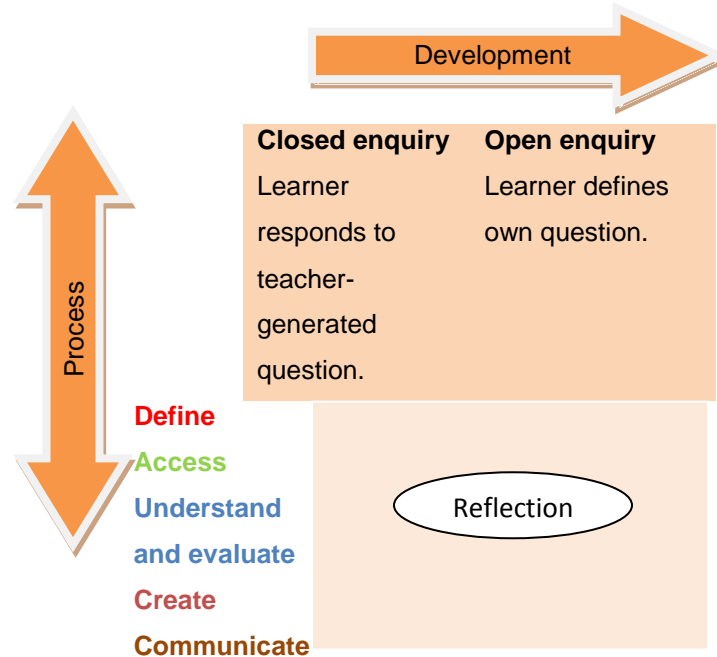 Development
Closed enquiry
Learner
responds to
teacher-
generated
question.
Open enquiry
Learner defines
own question.
Process
Define
Access
Understand
and evaluate
Create
Communicate
Reflection